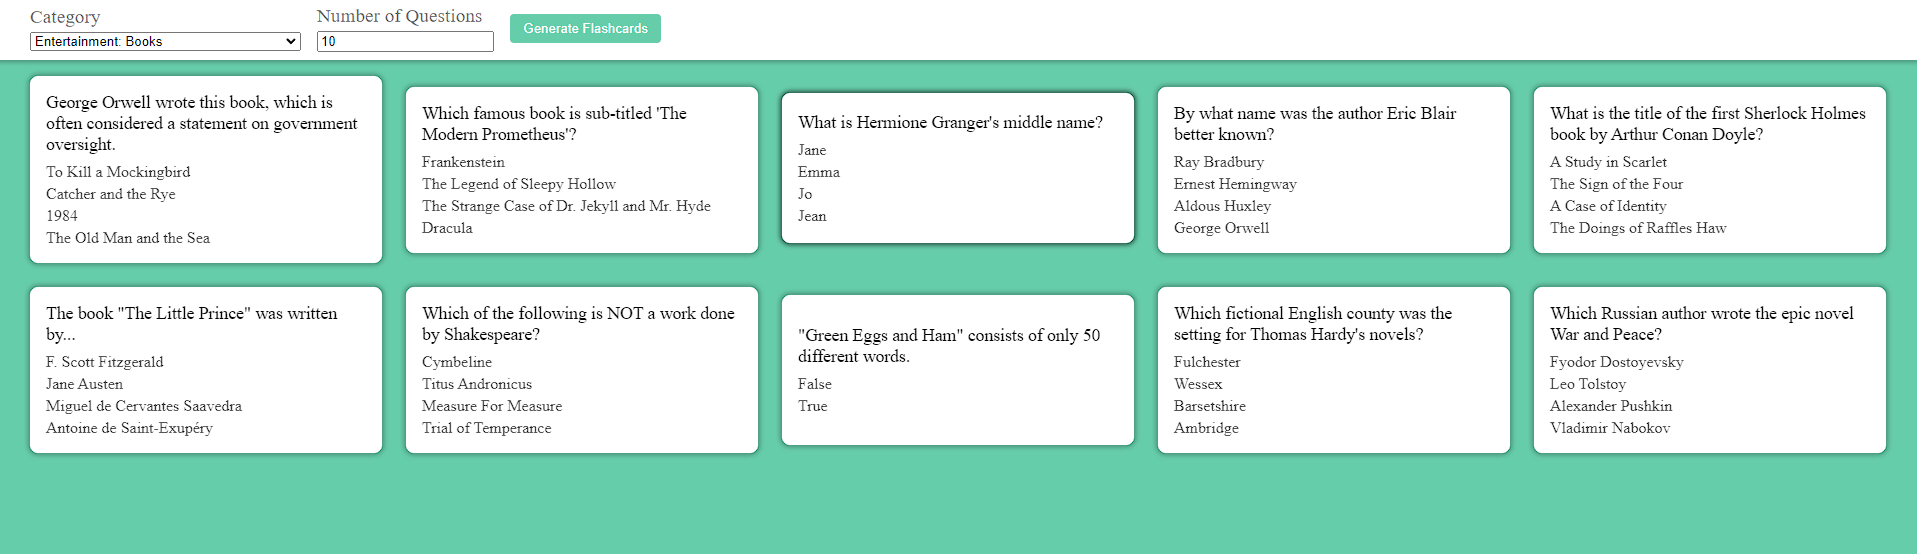 Category
Entertainment: Books
Number of Questions
10
Generate Flashcards
George Orwell wrote this book, which is
often considered a statement on government
oversight.
To Kill a Mockingbird
Catcher and the Rye
1984
The Old Man and the Sea
Which famous book is sub-titled 'The
Modern Prometheus'?
Frankenstein
The Legend of Sleepy Hollow
The Strange Case of Dr. Jekyll and Mr. Hyde
Dracula
What is Hermione Granger's middle name?
Jane
Emma
Jo
Jean
By what name was the author Eric Blair
better known?
Ray Bradbury
Ernest Hemingway
Aldous Huxley
George Orwell
What is the title of the first Sherlock Holmes
book by Arthur Conan Doyle?
A Study in Scarlet
The Sign of the Four
A Case of Identity
The Doings of Raffles Haw
The book "The Little Prince" was written
by...
F. Scott Fitzgerald
Jane Austen
Miguel de Cervantes Saavedra
Antoine de Saint-Exupéry
Which of the following is NOT a work done
by Shakespeare?
Cymbeline
Titus Andronicus
Measure For Measure
Trial of Temperance
"Green Eggs and Ham" consists of only 50
different words.
False
True
Which fictional English county was the
setting for Thomas Hardy's novels?
Fulchester
Wessex
Barsetshire
Ambridge
Which Russian author wrote the epic novel
War and Peace?
Fyodor Dostoyevsky
Leo Tolstoy
Alexander Pushkin
Vladimir Nabokov